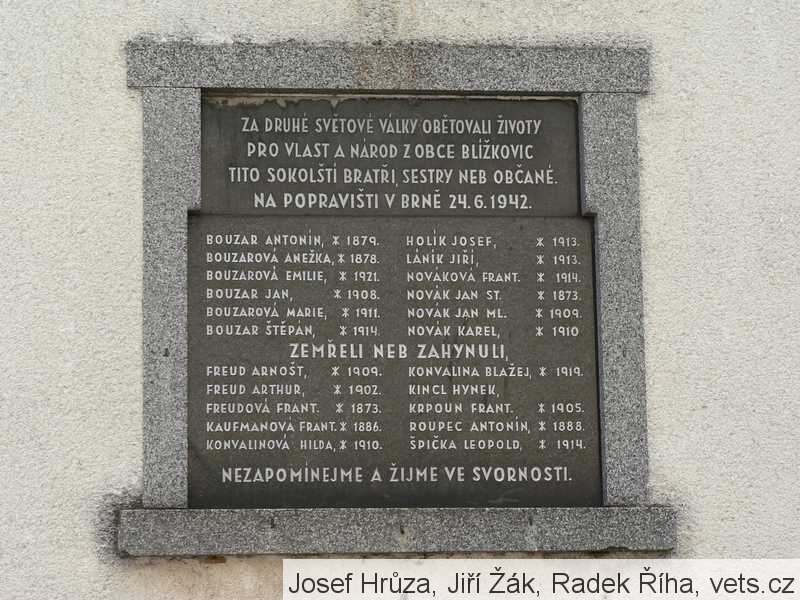 ZA DRUHÉ SVĚTOVÉ VÁLKY OBĚTOVALI ŽIVOTY
PRO VLAST A NÁROD Z OBCE BLÍŽKOVIC
TITO SOKOLŠTÍ BRATŘI, SESTRY NEB OBČANÉ.
NA POPRAVIŠTI V BRNĚ 24.6.1942.
BOUZAR ANTONÍN, * 1879. HOLÍK JOSEF, * 1913.
BOUZAROVÁ ANEŽKA, * 1878. LÁNÍK JIŘÍ, * 1913.
BOUZAROVÁ EMILIE, * 1921. NOVÁKOVÁ FRANT. * 1914.
BOUZAR JAN, * 1908. NOVÁK JAN ST. * 1873.
BOUZAROVÁ MARIE, * 1911. NOVÁK JAN ML. * 1909.
BOUZAR ŠTĚPÁN, * 1914. NOVÁK KAREL, * 1910
ZEMŘELI NEB ZAHYNULI,
FREUD ARNOŠT, * 1909. KONVALINA BLAŽEJ, * 1919.
FREUD ARTHUR, * 1902. KINCL HYNEK,
FREUDOVÁ FRANT. * 1873. KRPOUN FRANT. * 1905.
KAUFMANOVÁ FRANT. * 1886. ROUPEC ANTONÍN, * 1888.
KONVALINOVÁ HILDA, * 1910. ŠPIČKA LEOPOLD, * 1914.
NEZAPOMÍNEJME A ŽIJME VE SVORNOSTI.
Josef Hrůza, Jiří Žák, Radek Říha, vets.cz